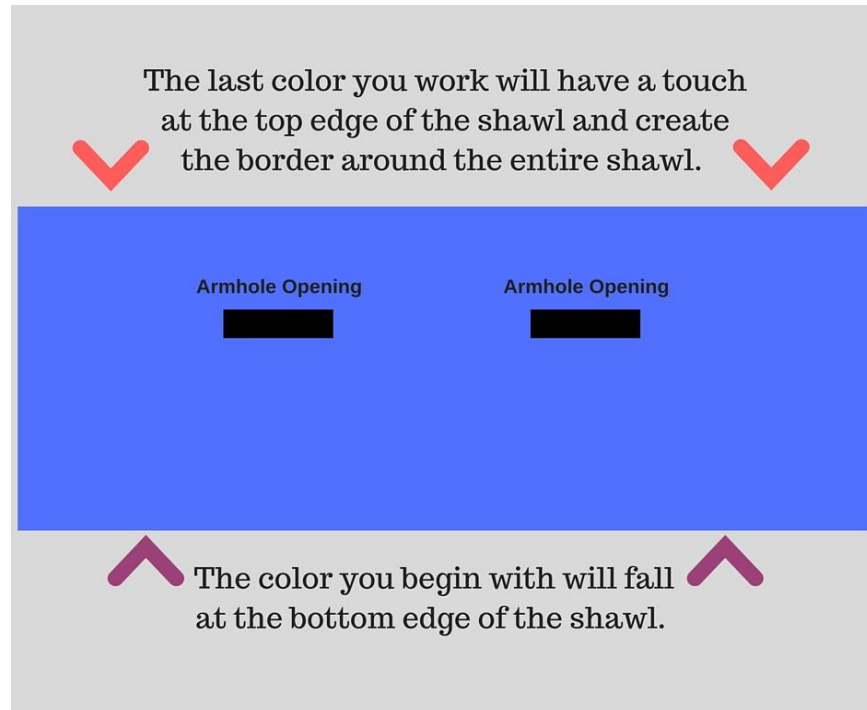 The last color you work will have a touch
at the top edge of the shawl and create
the border around the entire shawl.
Armhole Opening
Armhole Opening
The color you begin with will fall
at the bottom edge of the shawl.